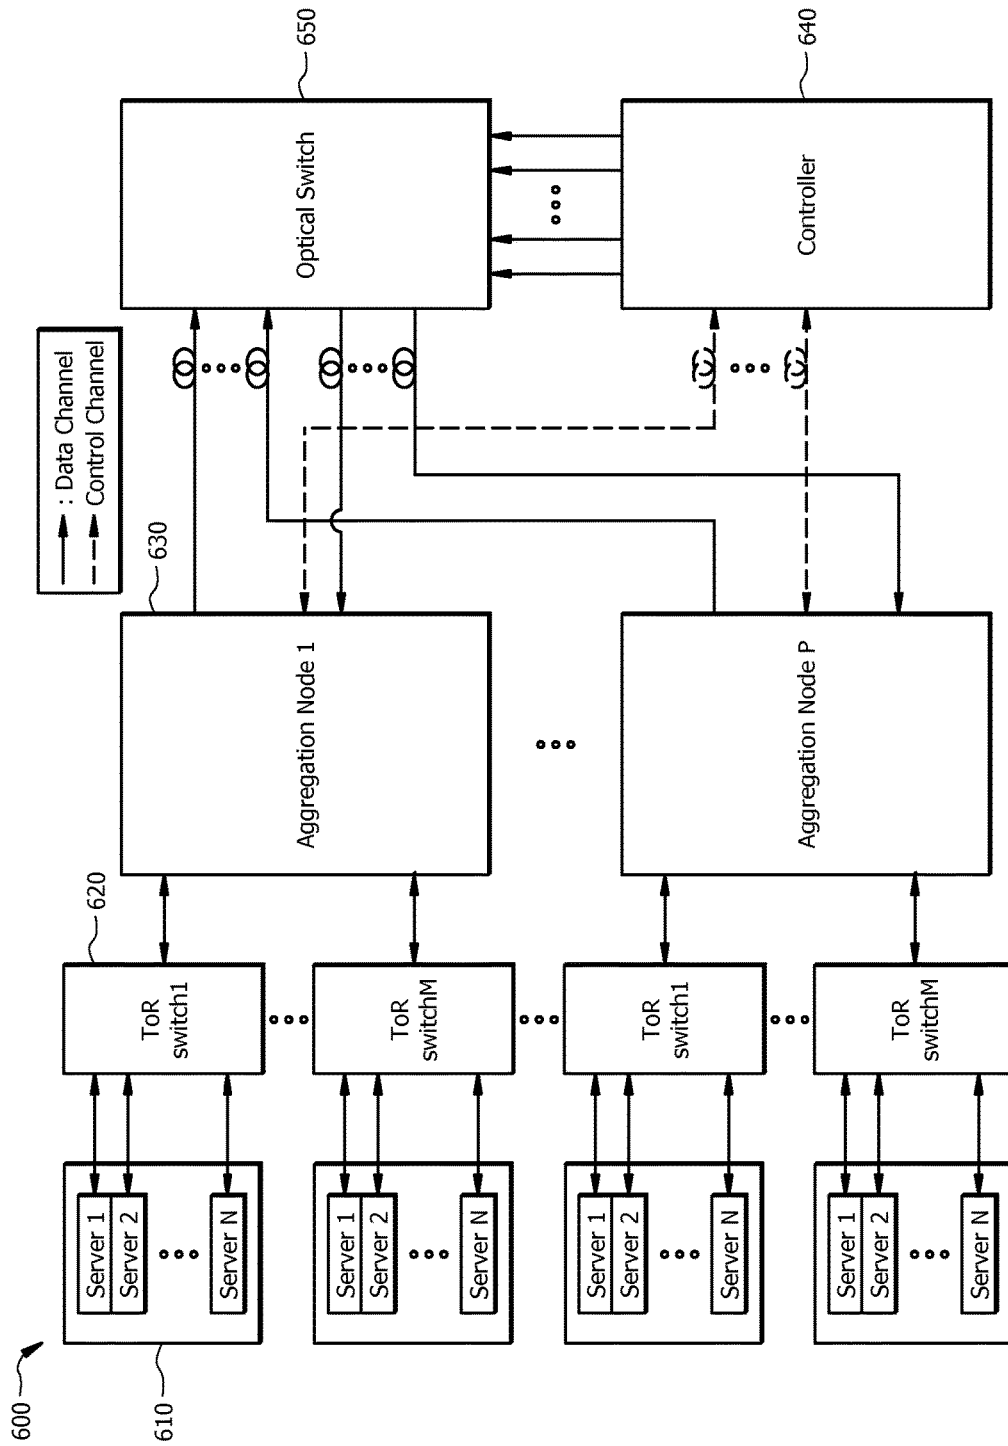 600
610
Server 1
Server 2
Server N
Server 1
Server 2
Server N
Server 1
Server 2
Server N
Server 1
Server 2
Server N
620
ToR
switch1
ToR
switchM
ToR
switch1
ToR
switchM
630
Aggregation Node 1
Aggregation Node P
: Data Channel
Control Channel
650
Optical Switch
640
Controller